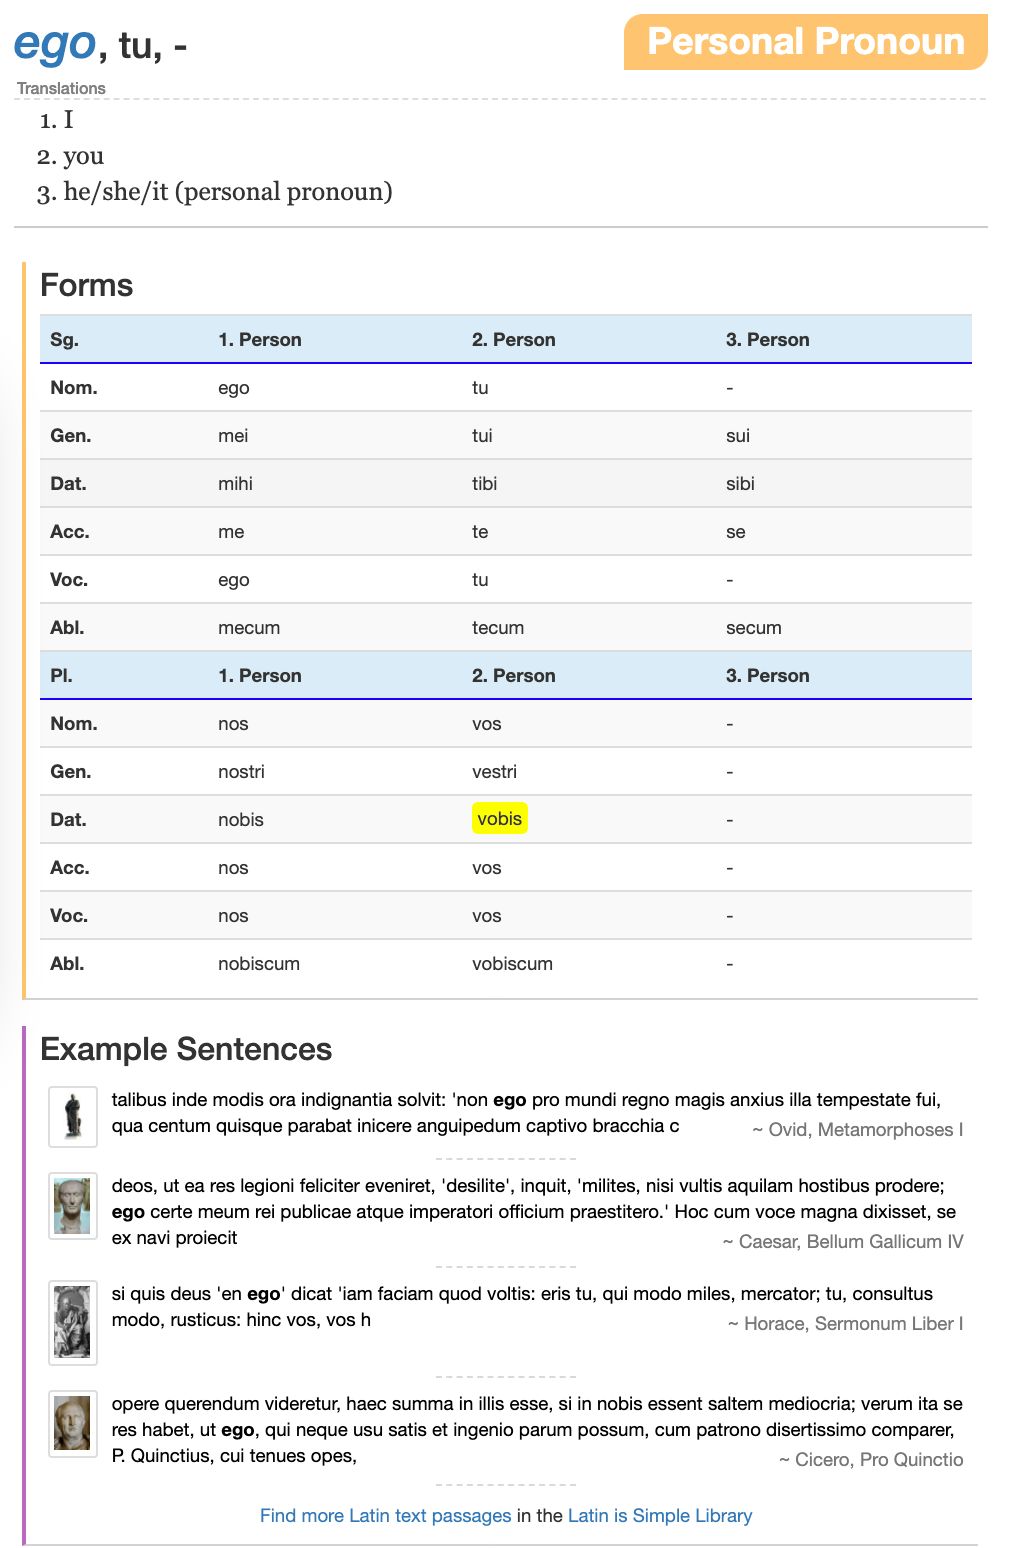 ego, tu, -
Personal Pronoun
Translations
1. I
2. you
3. he/she/it (personal pronoun)
Forms
Sg. 1. Person 2. Person 3. Person
Nom. ego tu -
Gen. mei tui sui
Dat. mihi tibi sibi
Acc. me te se
Voc. ego tu -
Abl. mecum tecum secum
Pl. 1. Person 2. Person 3. Person
Nom. nos vos -
Gen. nostri vestri -
Dat. nobis vobis -
Acc. nos vos -
Voc. nos vos -
Abl. nobiscum vobiscum -
Example Sentences
talibus inde modis ora indignantia solvit: 'non ego pro mundi regno magis anxius illa tempestate fui,
qua centum quisque parabat inicere anguipedum captivo bracchia c
~ Ovid, Metamorphoses I
deos, ut ea res legioni feliciter eveniret, 'desilite', inquit, 'milites, nisi vultis aquilam hostibus prodere;
ego certe meum rei publicae atque imperatori officium praestitero.' Hoc cum voce magna dixisset, se
ex navi proiecit
~ Caesar, Bellum Gallicum IV
si quis deus 'en ego' dicat 'iam faciam quod voltis: eris tu, qui modo miles, mercator; tu, consultus
modo, rusticus: hinc vos, vos h
~ Horace, Sermonum Liber I
opere querendum videretur, haec summa in illis esse, si in nobis essent saltem mediocria; verum ita se
res habet, ut ego, qui neque usu satis et ingenio parum possum, cum patrono disertissimo comparer,
P. Quinctius, cui tenues opes,
~ Cicero, Pro Quinctio
Find more Latin text passages in the Latin is Simple Library